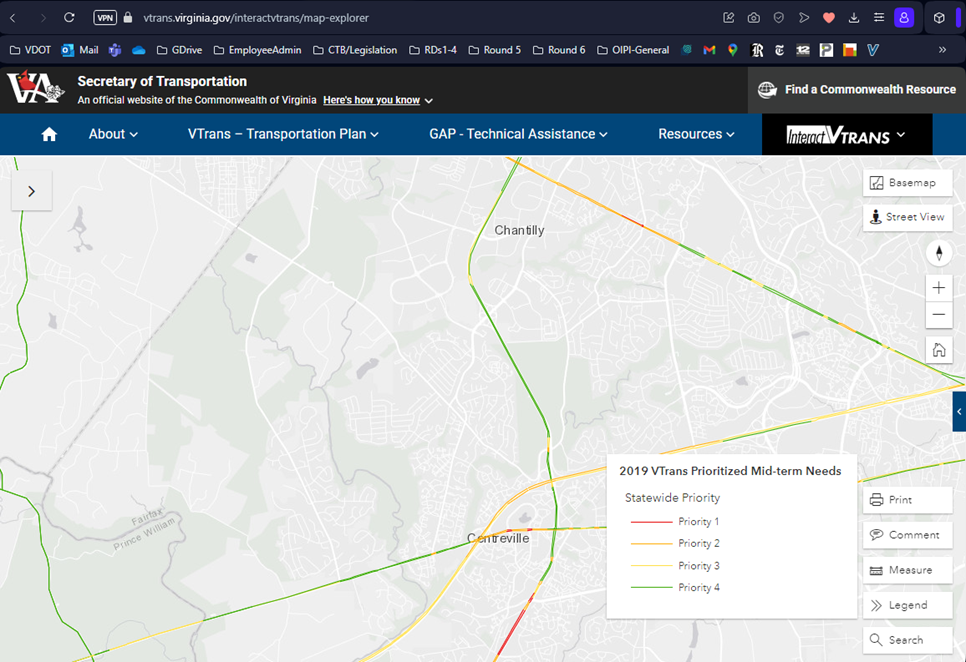 VPN
vtrans.virginia.gov/interactvtrans/map-explorer
VDOT
Mail
GDrive
EmployeeAdmin
CTB/Legislation
RDs1-4
Round 5
Round 6
OIPI-General
VA
Secretary of Transportation
An official website of the Commonwealth of Virginia Here's how you know
Find a Commonwealth Resource
About
VTrans – Transportation Plan
GAP - Technical Assistance
Resources
InteractVTRANS
Basemap
Street View
Chantilly
Fairfax
Prince William
Centreville
2019 VTrans Prioritized Mid-term Needs
Statewide Priority
Priority 1
Priority 2
Priority 3
Priority 4
Print
Comment
Measure
Legend
Search